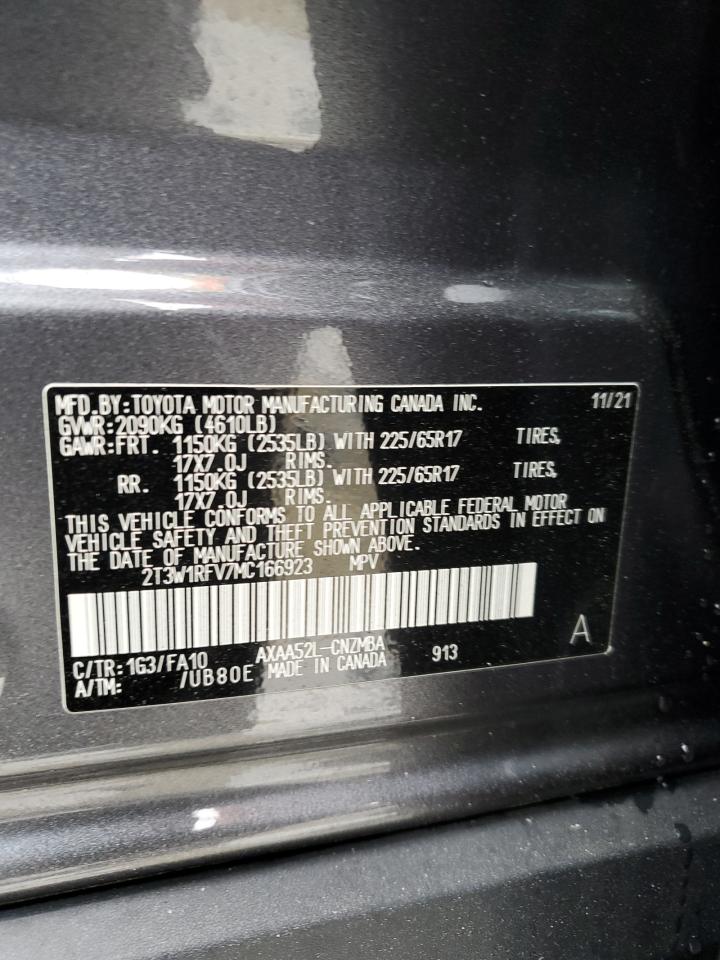 MFD.BY:TOYOTA MOTOR MANUFACTURING CANADA INC. 11/21
GVWR:2090KG (4610LB)
GAWR:FRT. 1150KG (2535LB) WITH 225/65R17 TIRES,
17X7.0J RIMS.
RR. 1150KG (2535LB) WITH 225/65R17 TIRES,
17X7.0J RIMS.
THIS VEHICLE CONFORMS TO ALL APPLICABLE FEDERAL MOTOR
VEHICLE SAFETY AND THEFT PREVENTION STANDARDS IN EFFECT ON
THE DATE OF MANUFACTURE SHOWN ABOVE.
2T3W1RFV7MC166923 MPV
A
C/TR:1G3/FA10 AXAA52L-CNZMBA 913
A/TM: /UB80E MADE IN CANADA